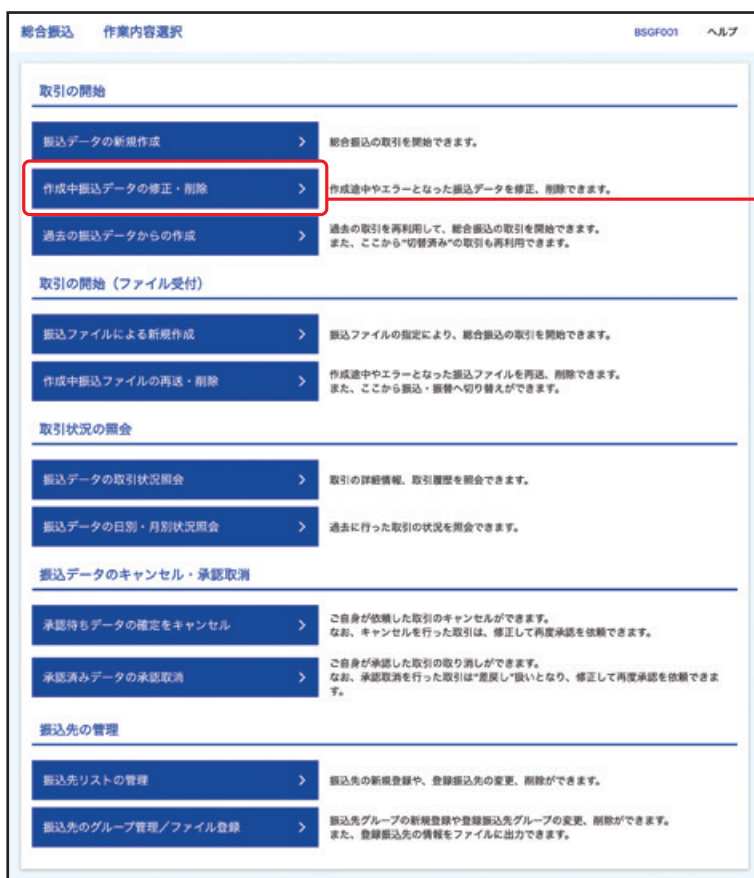 総合振込 作業内容選択 BSGF001 ヘルプ
取引の開始
振込データの新規作成 総合振込の取引を開始できます。
作成中振込データの修正・削除 作成途中やエラーとなった振込データを修正、削除できます。
過去の振込データからの作成 過去の取引を再利用して、総合振込の取引を開始できます。
また、ここから“切替済み”の取引も再利用できます。
取引の開始（ファイル受付）
振込ファイルによる新規作成 振込ファイルの指定により、総合振込の取引を開始できます。
作成中振込ファイルの再送・削除 作成途中やエラーとなった振込ファイルを再送、削除できます。
また、ここから振込・振替へ切り替えができます。
取引状況の照会
振込データの取引状況照会 取引の詳細情報、取引履歴を照会できます。
振込データの日別・月別状況照会 過去に行った取引の状況を照会できます。
振込データのキャンセル・承認取消
承認待ちデータの確定をキャンセル ご自身が依頼した取引のキャンセルができます。
なお、キャンセルを行った取引は、修正して再度承認を依頼できます。
承認済みデータの承認取消 ご自身が承認した取引の取り消しができます。
なお、承認取消を行った取引は“差戻し”扱いとなり、修正して再度承認を依頼できま
す。
振込先の管理
振込先リストの管理 振込先の新規登録や、登録振込先の変更、削除ができます。
振込先のグループ管理／ファイル登録 振込先グループの新規登録や登録振込先グループの変更、削除ができます。
また、登録振込先の情報をファイルに出力できます。